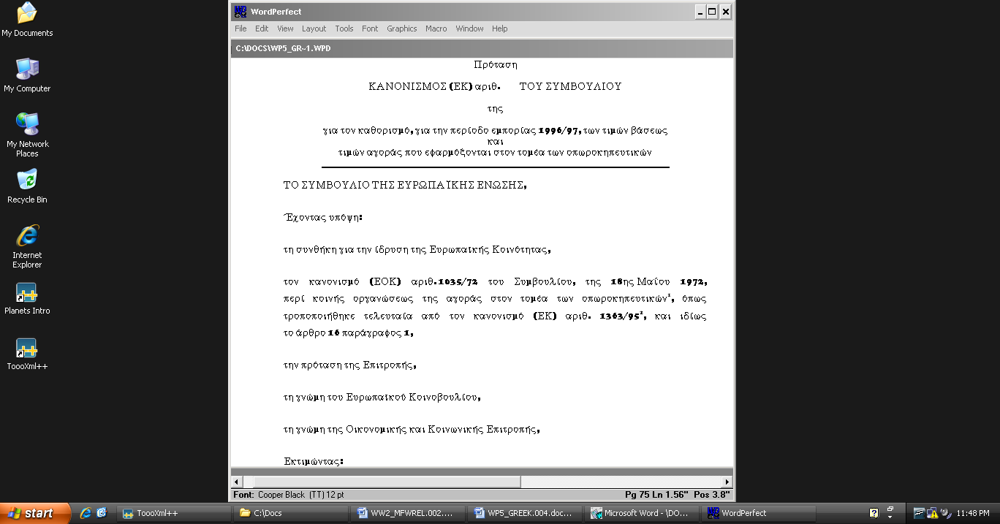 My Documents
My Computer
My Network
Places
Recycle Bin
Internet
Explorer
Planets Intro
ToooXml++
WordPerfect
File Edit View Layout Tools Font Graphics Macro Window Help
C:\DOCS\WP5_GR~1.WPD
Πρόταση
ΚΑΝΟΝΙΣΜΟΣ (ΕΚ) αριθ. ΤΟΥ ΣΥΜΒΟΥΛΙΟΥ
της
για τον καθορισμό, για την περίοδο εμπορίας 1996/97, των τιμών βάσεως
και
τιμών αγοράς που εφαρμόζονται στον τομέα των οπωροκηπευτικών
ΤΟ ΣΥΜΒΟΥΛΙΟ ΤΗΣ ΕΥΡΩΠΑΪΚΗΣ ΕΝΩΣΗΣ,
Έχοντας υπόψη:
τη συνθήκη για την ίδρυση της Ευρωπαϊκής Κοινότητας,
τον κανονισμό (ΕΟΚ) αριθ.1035/72 του Συμβουλίου, της 18ης Μαΐου 1972,
περί κοινής οργανώσεως της αγοράς στον τομέα των οπωροκηπευτικών¹, όπως
τροποποιήθηκε τελευταία από τον κανονισμό (ΕΚ) αριθ. 1363/95², και ιδίως
το άρθρο 16 παράγραφος 1,
την πρόταση της Επιτροπής,
τη γνώμη του Ευρωπαϊκού Κοινοβουλίου,
τη γνώμη της Οικονομικής και Κοινωνικής Επιτροπής,
Εκτιμώντας:
Font: Cooper Black (TT) 12 pt Pg 75 Ln 1.56" Pos 3.8"
start ToooXml++ C:\Docs WW2_MFWREL.002.... WP5_GREEK.004.doc... Microsoft Word - \DO... WordPerfect 11:48 PM